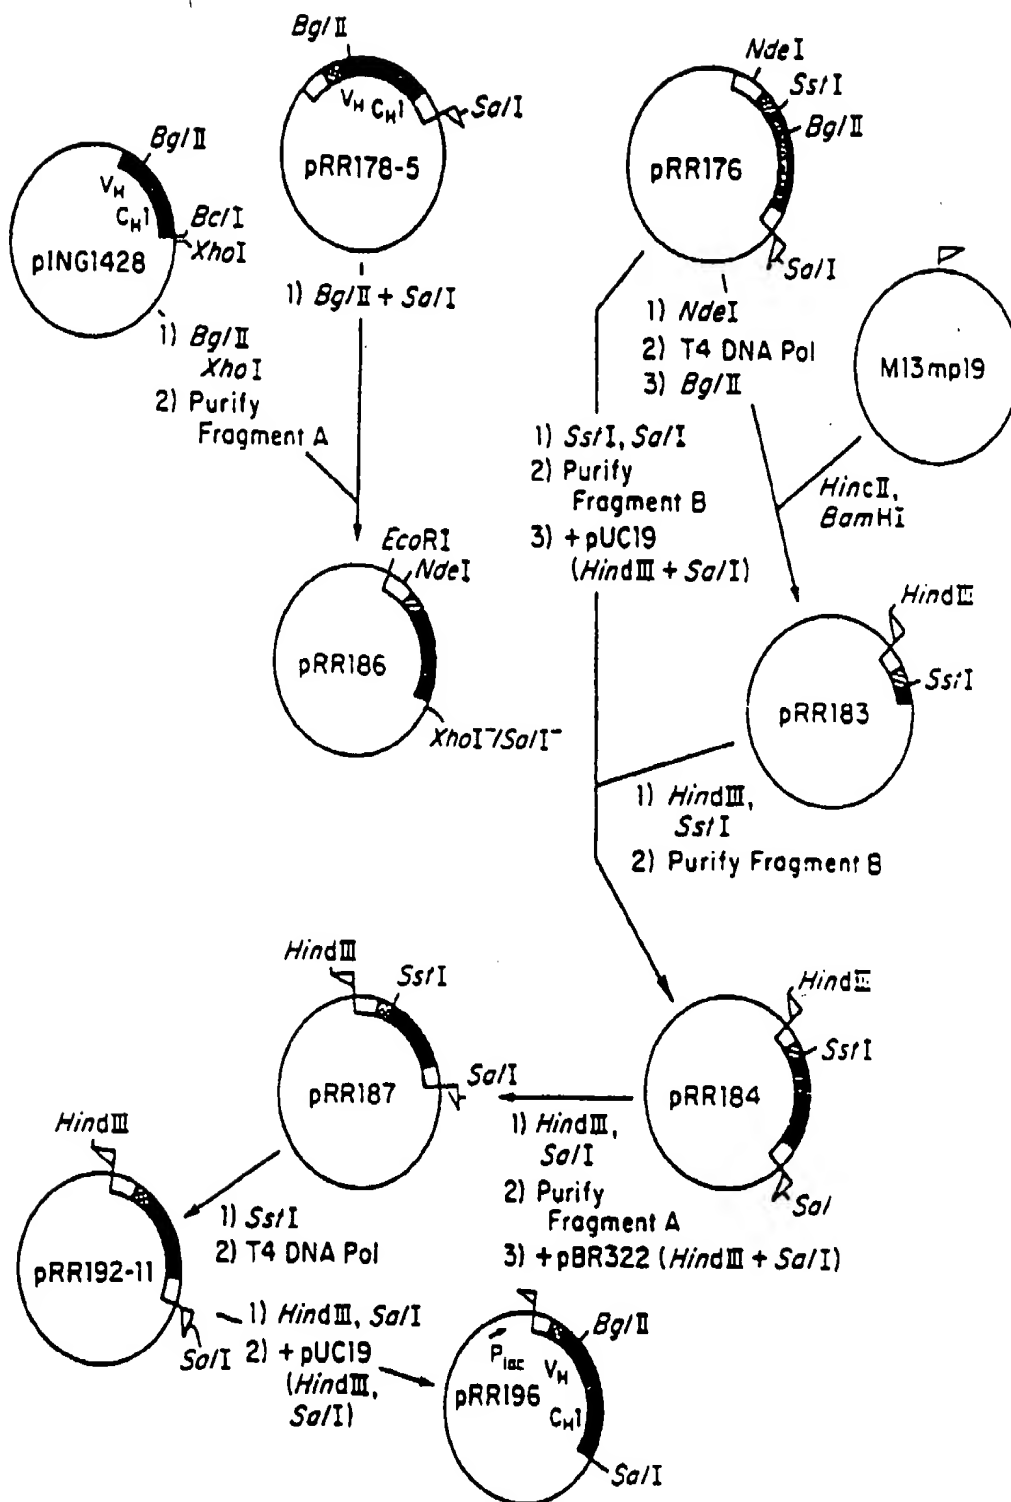 BglII
VH CH1
SalI
pRR178-5
1) BglII + SalI
BglII
VH
CH1
BclI
XhoI
pING1428
1) BglII
XhoI
2) Purify
Fragment A
NdeI
SstI
BglII
pRR176
SalI
1) NdeI
2) T4 DNA Pol
3) BglII
M13mp19
HincII,
BamHI
1) SstI, SalI
2) Purify
Fragment B
3) + pUC19
(HindIII + SalI)
EcoRI
NdeI
pRR186
XhoI⁻/SalI⁻
HindIII
SstI
pRR183
1) HindIII,
SstI
2) Purify Fragment B
HindIII
SstI
pRR184
Sal
1) HindIII,
SalI
2) Purify
Fragment A
3) + pBR322 (HindIII + SalI)
HindIII
SstI
pRR187
SalI
1) SstI
2) T4 DNA Pol
HindIII
pRR192-11
SalI
1) HindIII, SalI
2) + pUC19
(HindIII,
SalI)
Plac
BglII
VH
pRR196
CH1
SalI